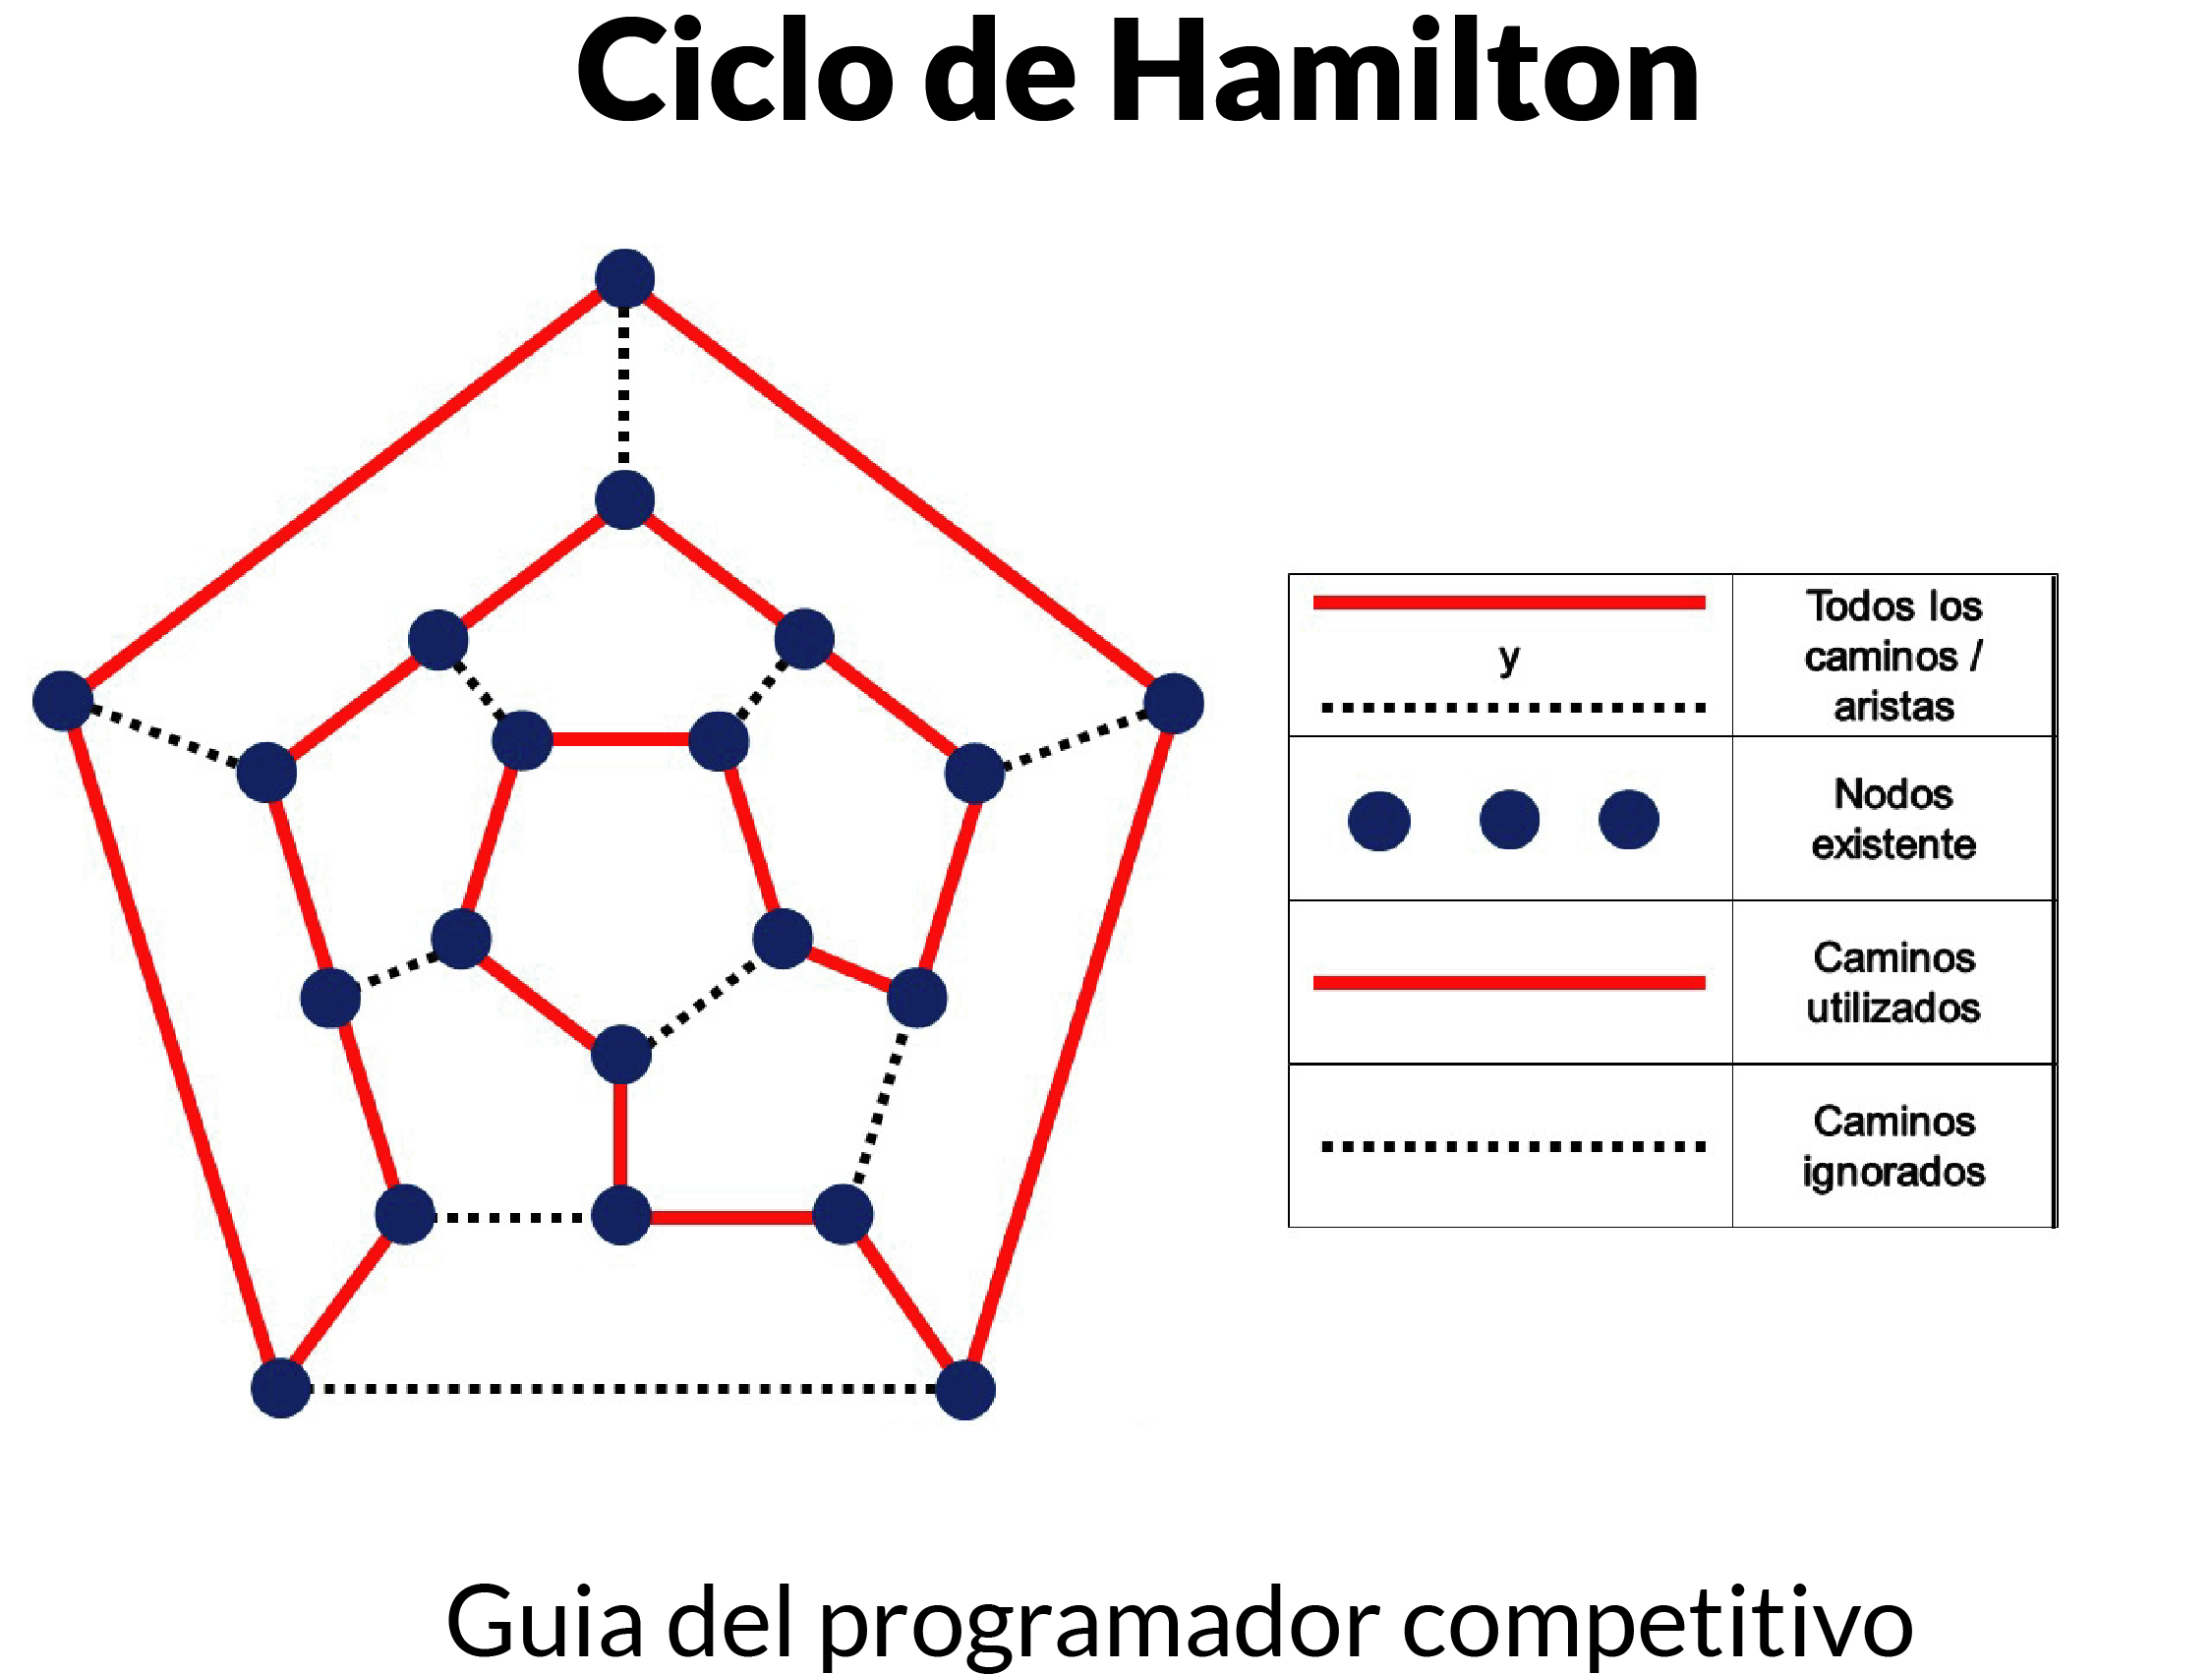 Ciclo de Hamilton
y
Todos los
caminos /
aristas
Nodos
existente
Caminos
utilizados
Caminos
ignorados
Guia del programador competitivo